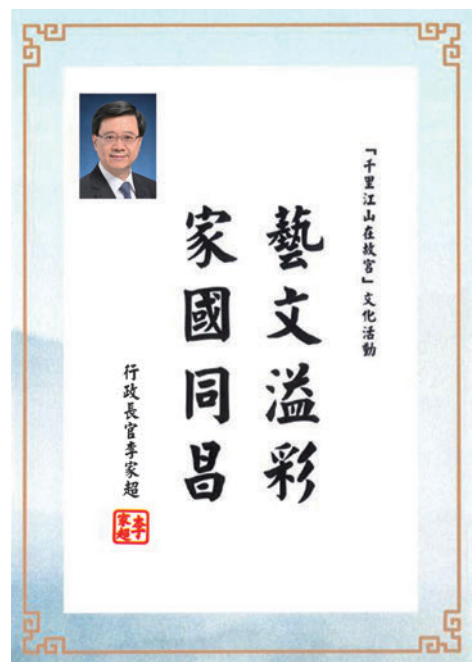 「千里江山在故宮」文化活動
藝文溢彩
家國同昌
行政長官李家超
李家超